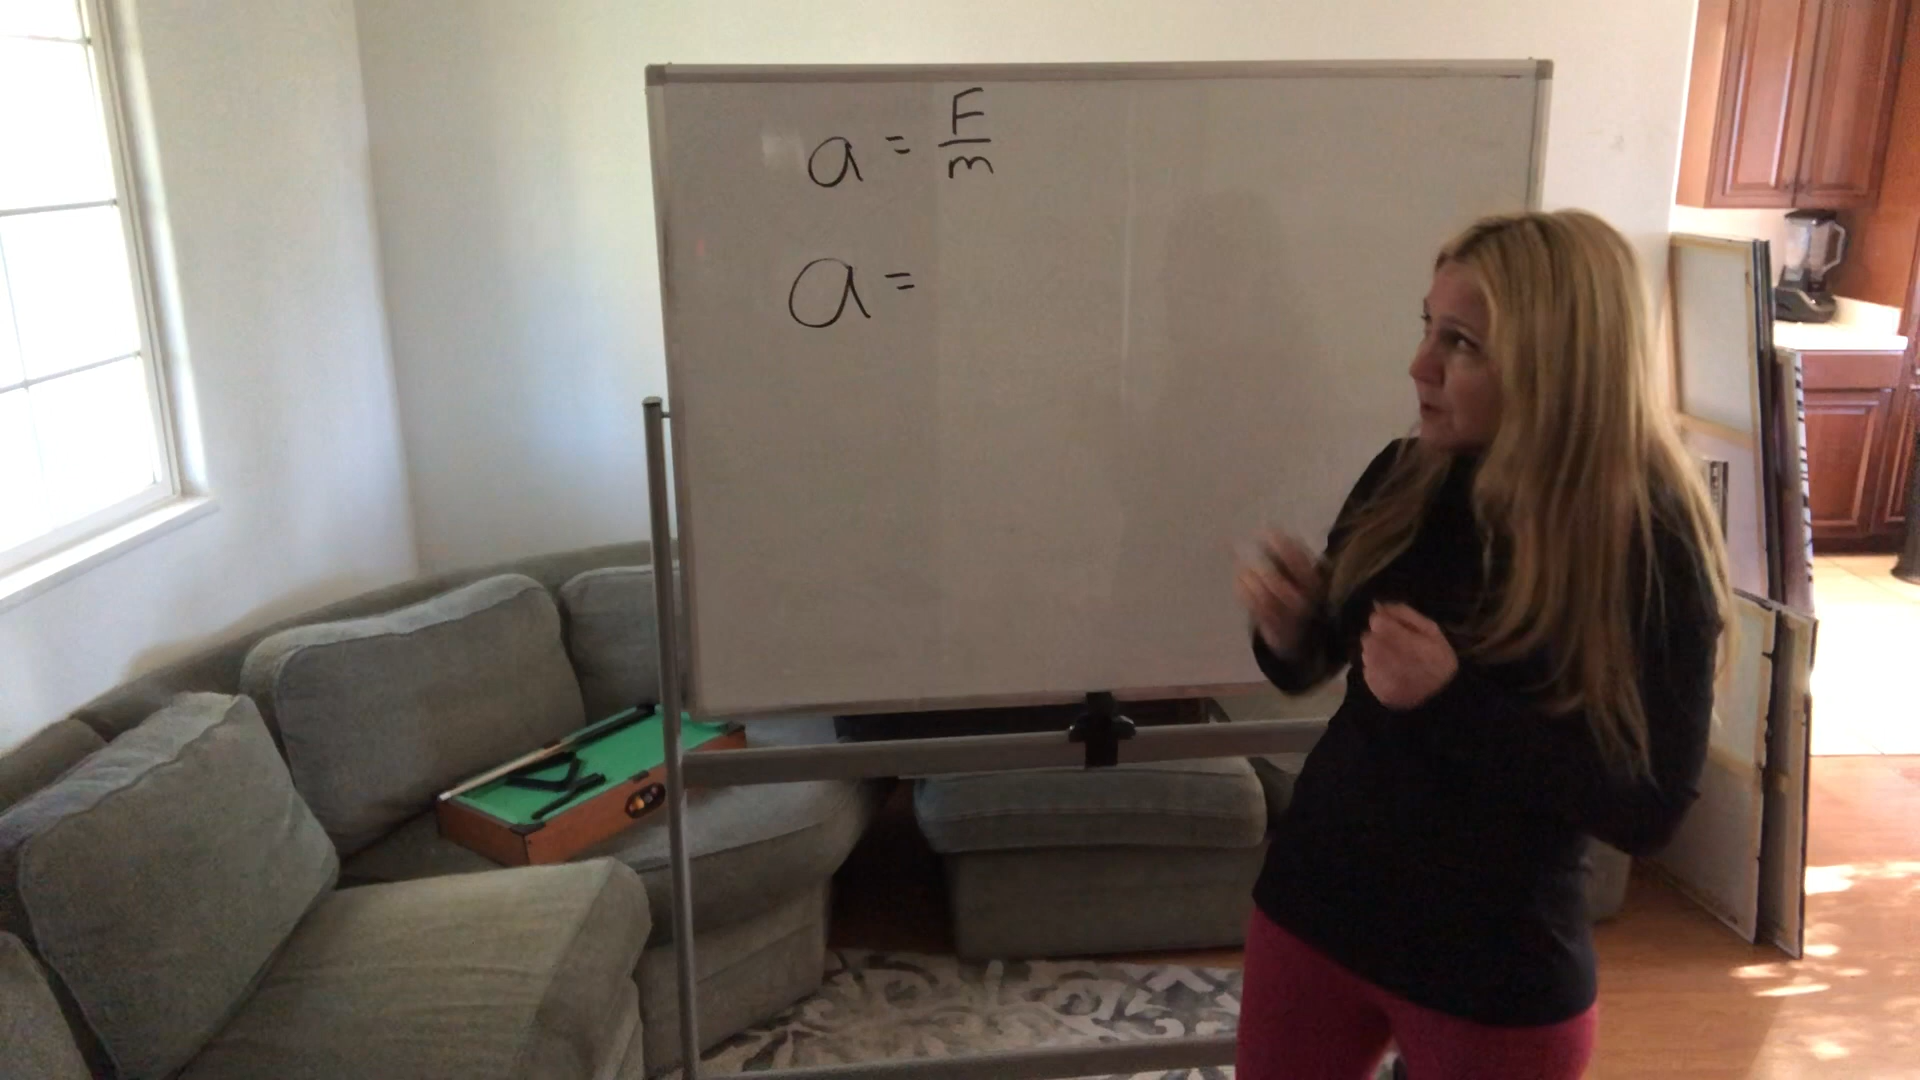 a = F/m
a =